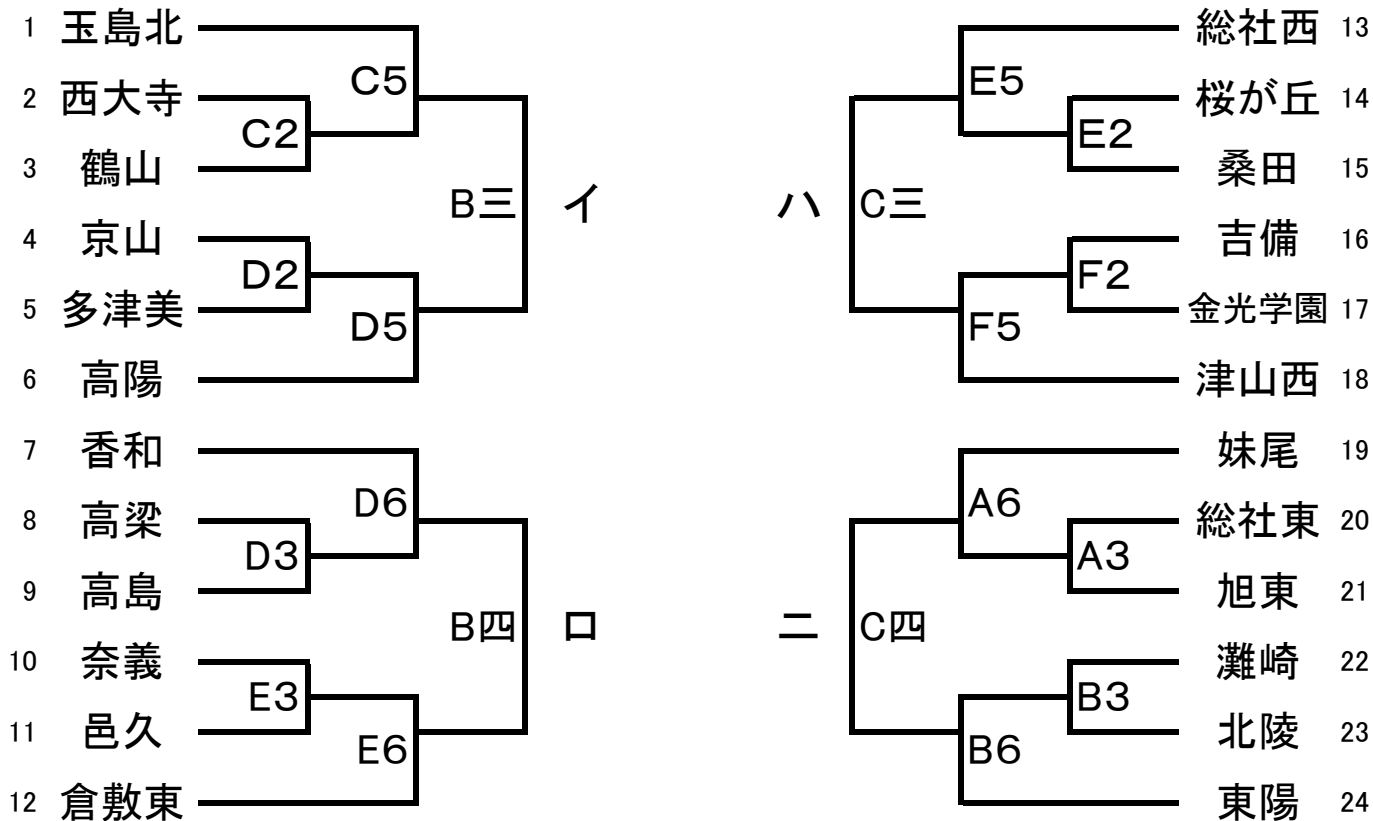 1 玉島北
2 西大寺
3 鶴山
4 京山
5 多津美
6 高陽
7 香和
8 高梁
9 高島
10 奈義
11 邑久
12 倉敷東
C5
C2
D2
D5
B三
イ
D6
D3
E3
E6
B四
ロ
ハ
C三
E5
E2
F2
F5
ニ
C四
A6
A3
B3
B6
総社西 13
桜が丘 14
桑田 15
吉備 16
金光学園 17
津山西 18
妹尾 19
総社東 20
旭東 21
灘崎 22
北陵 23
東陽 24